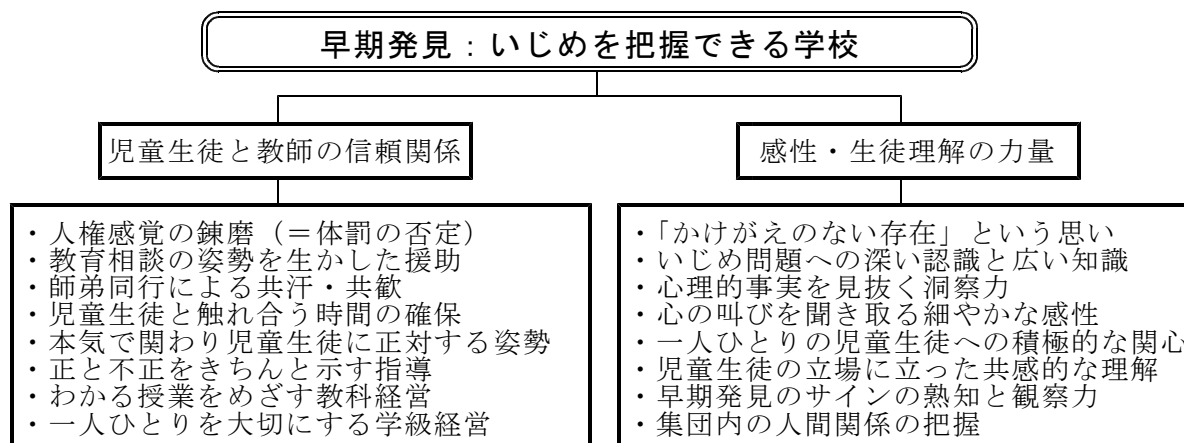 早期発見：いじめを把握できる学校
児童生徒と教師の信頼関係
・人権感覚の錬磨（＝体罰の否定）
・教育相談の姿勢を生かした援助
・師弟同行による共汗・共歓
・児童生徒と触れ合う時間の確保
・本気で関わり児童生徒に正対する姿勢
・正と不正をきちんと示す指導
・わかる授業をめざす教科経営
・一人ひとりを大切にする学級経営
感性・生徒理解の力量
・「かけがえのない存在」という思い
・いじめ問題への深い認識と広い知識
・心理的事実を見抜く洞察力
・心の叫びを聞き取る細やかな感性
・一人ひとりの児童生徒への積極的な関心
・児童生徒の立場に立った共感的な理解
・早期発見のサインの熟知と観察力
・集団内の人間関係の把握